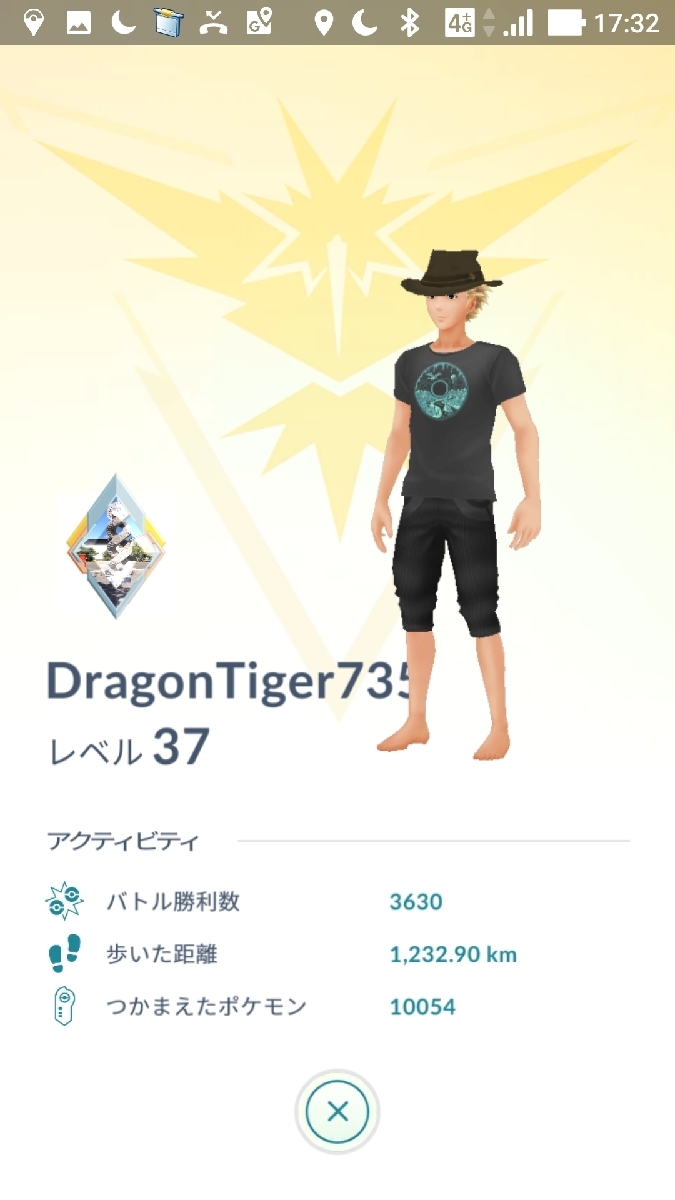 4G+ 17:32
DragonTiger735
レベル 37
アクティビティ
バトル勝利数 3630
歩いた距離 1,232.90 km
つかまえたポケモン 10054